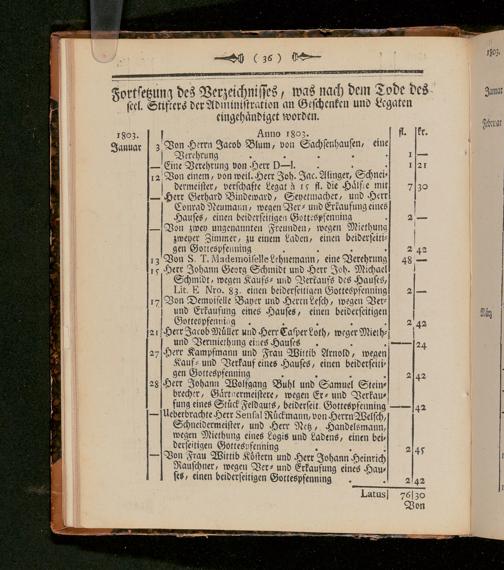 ( 36 )
Fortsetzung des Verzeichnisses, was nach dem Tode des
seel. Stifters der Administration an Geschenken und Legaten
eingehändiget worden.
1803. Anno 1803. fl. kr.
Januar 3 Von Herrn Jacob Blum, von Sachsenhausen, eine
Verehrung . . . . 1 —
— Eine Verehrung von Herr D—l. . . 1 21
12 Von einem, von weil. Herr Joh. Jac. Alinger, Schnei-
dermeister, verschafte Legat à 15 fl. die Hälfte mit 7 30
— Herr Gerhard Bindewald, Seyetmacher, und Herr
Conrad Neumann, wegen Ver- und Erkaufung eines
Hauses, einen beiderseitigen Gottespfenning . 2 —
— Von zwey ungenannten Freunden, wegen Miethung
zweyer Zimmer, zu einem Laden, einen beiderseiti-
gen Gottespfenning . . . . 2 42
13 Von S. T. Mademoiselle Lehnemann, eine Verehrung 48 —
15 Herr Johann Georg Schmidt und Herr Joh. Michael
Schmidt, wegen Kaufs- und Verkaufs des Hauses,
Lit. E Nro. 83. einen beiderseitigen Gottespfenning 2 —
17 Von Demoiselle Bayer und Herrn Lesch, wegen Ver-
und Erkaufung eines Hauses, einen beiderseitigen
Gottespfenning . . . . 2 42
21 Herr Jacob Müller und Herr Casper Loth, weger Mieth-
und Vermiethung eines Hauses . . — 24
27 Herr Kampfmann und Frau Wittib Arnold, wegen
Kauf- und Verkauf eines Hauses, einen beiderseiti-
gen Gottespfenning . . . . 2 42
28 Herr Johann Wolfgang Buhl und Samuel Stein-
brecher, Gärtnermeistere, wegen Er- und Verkau-
fung eines Stück Feldguts, beiderseit. Gottespfenning — 42
— Ueberbrachte Herr Sensal Rückmann, von Herrn Welsch,
Schneidermeister, und Herr Netz, Handelsmann,
wegen Miethung eines Logis und Ladens, einen bei-
derseitigen Gottespfenning . . . 2 45
— Von Frau Wittib Köstern und Herr Johann Heinrich
Rauschner, wegen Ver- und Erkaufung eines Hau-
ses, einen beiderseitigen Gottespfenning . . 2 42
Latus 76 30
Von
1803.
Januar
Februar
März